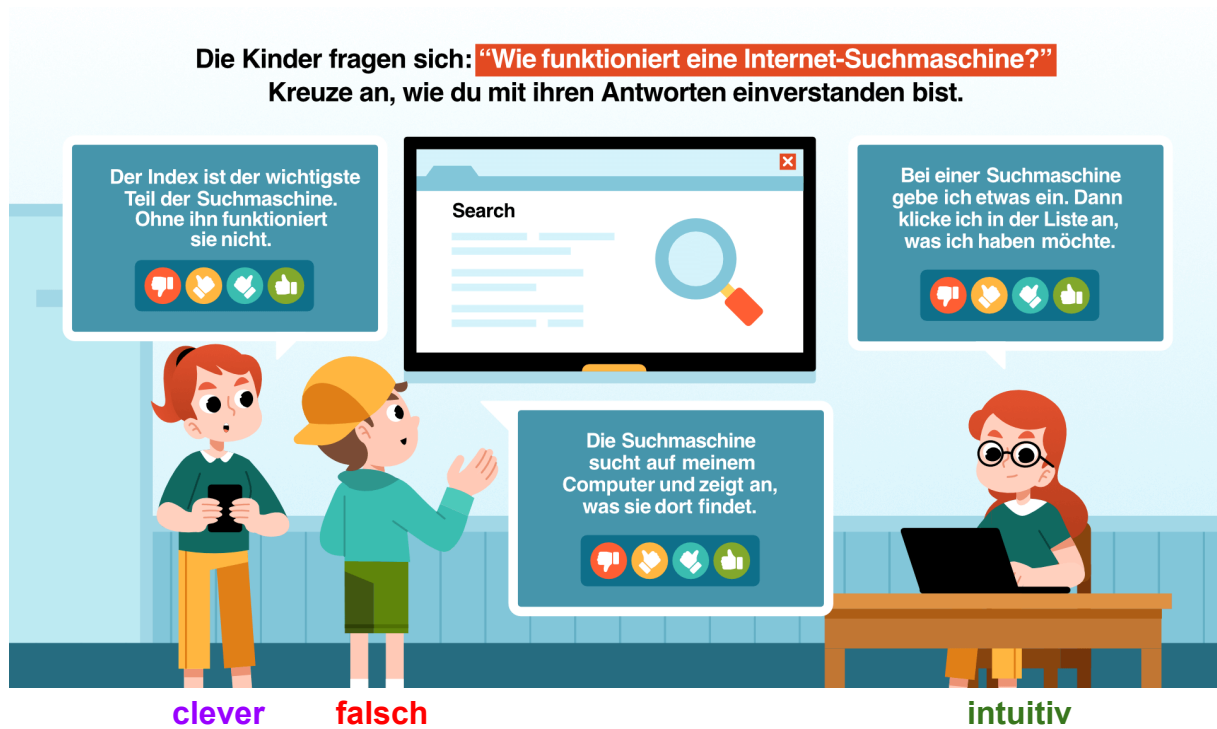 Die Kinder fragen sich: “Wie funktioniert eine Internet-Suchmaschine?”
Kreuze an, wie du mit ihren Antworten einverstanden bist.
Der Index ist der wichtigste
Teil der Suchmaschine.
Ohne ihn funktioniert
sie nicht.
Search
Bei einer Suchmaschine
gebe ich etwas ein. Dann
klicke ich in der Liste an,
was ich haben möchte.
Die Suchmaschine
sucht auf meinem
Computer und zeigt an,
was sie dort findet.
clever
falsch
intuitiv